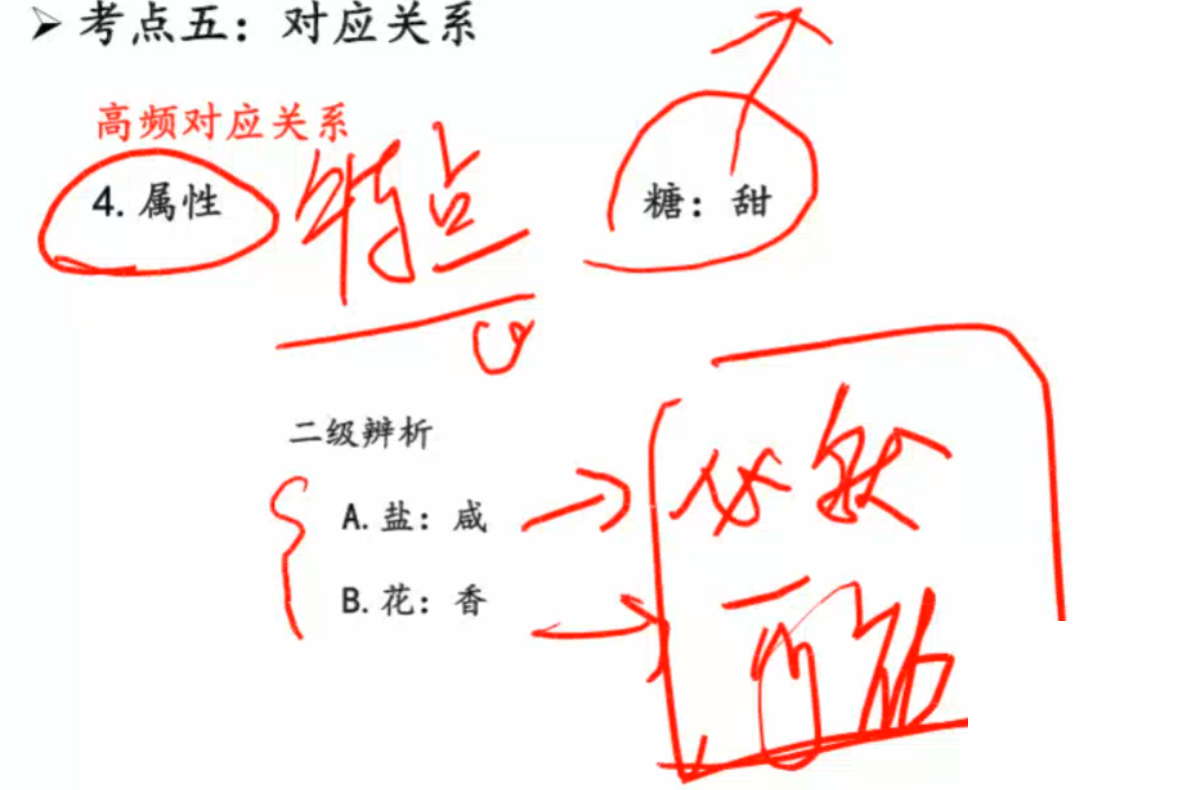 ➢ 考点五：对应关系
高频对应关系
4. 属性 特点 糖：甜
二级辨析
A. 盐：咸 必然
B. 花：香 可能